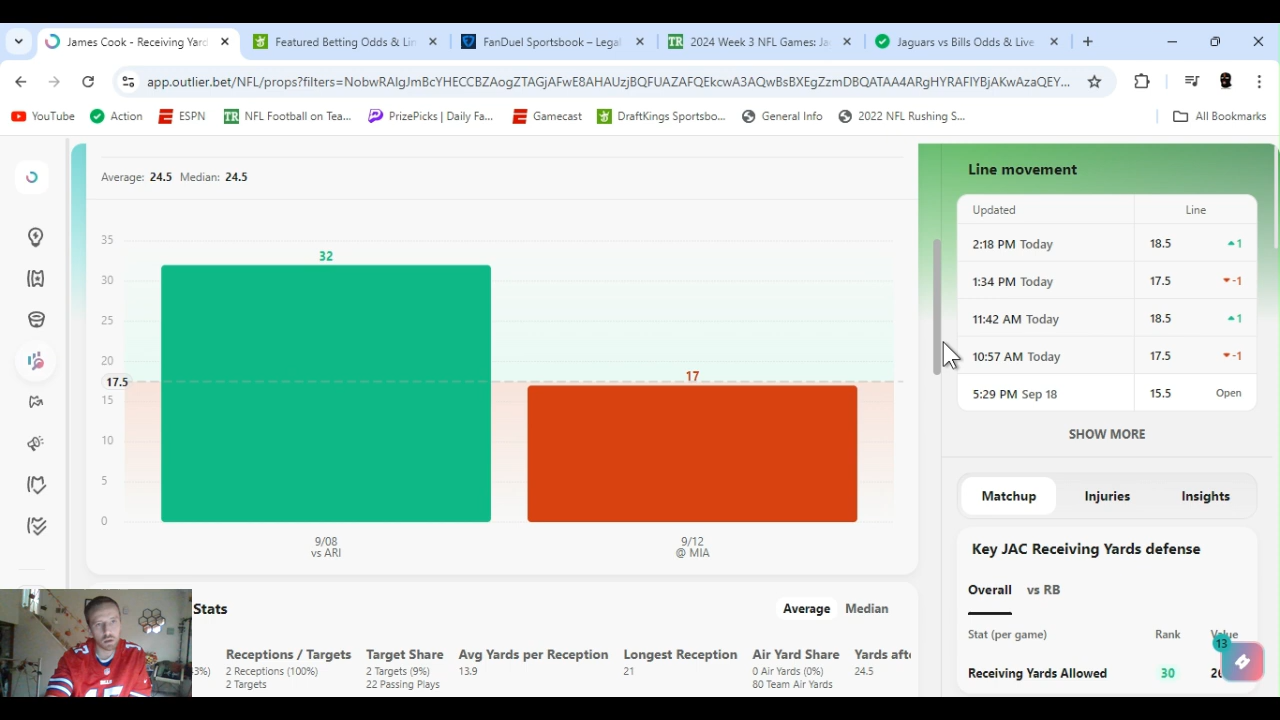 James Cook - Receiving Yard
Featured Betting Odds & Lin
FanDuel Sportsbook – Legal
2024 Week 3 NFL Games: Ja
Jaguars vs Bills Odds & Live
app.outlier.bet/NFL/props?filters=
YouTube
Action
ESPN
NFL Football on Tea...
PrizePicks | Daily Fa...
Gamecast
DraftKings Sportsbo...
General Info
2022 NFL Rushing S...
All Bookmarks
Average: 24.5 Median: 24.5
35
30
25
20
15
10
5
0
17.5
32
17
9/08
vs ARI
9/12
@ MIA
Stats
Average Median
Receptions / Targets
2 Receptions (100%)
2 Targets
Target Share
2 Targets (9%)
22 Passing Plays
Avg Yards per Reception
13.9
Longest Reception
21
Air Yard Share
0 Air Yards (0%)
80 Team Air Yards
Yards aft
24.5
Line movement
Updated Line
2:18 PM Today 18.5 1
1:34 PM Today 17.5 -1
11:42 AM Today 18.5 1
10:57 AM Today 17.5 -1
5:29 PM Sep 18 15.5 Open
SHOW MORE
Matchup Injuries Insights
Key JAC Receiving Yards defense
Overall vs RB
Stat (per game) Rank Value
13
Receiving Yards Allowed 30